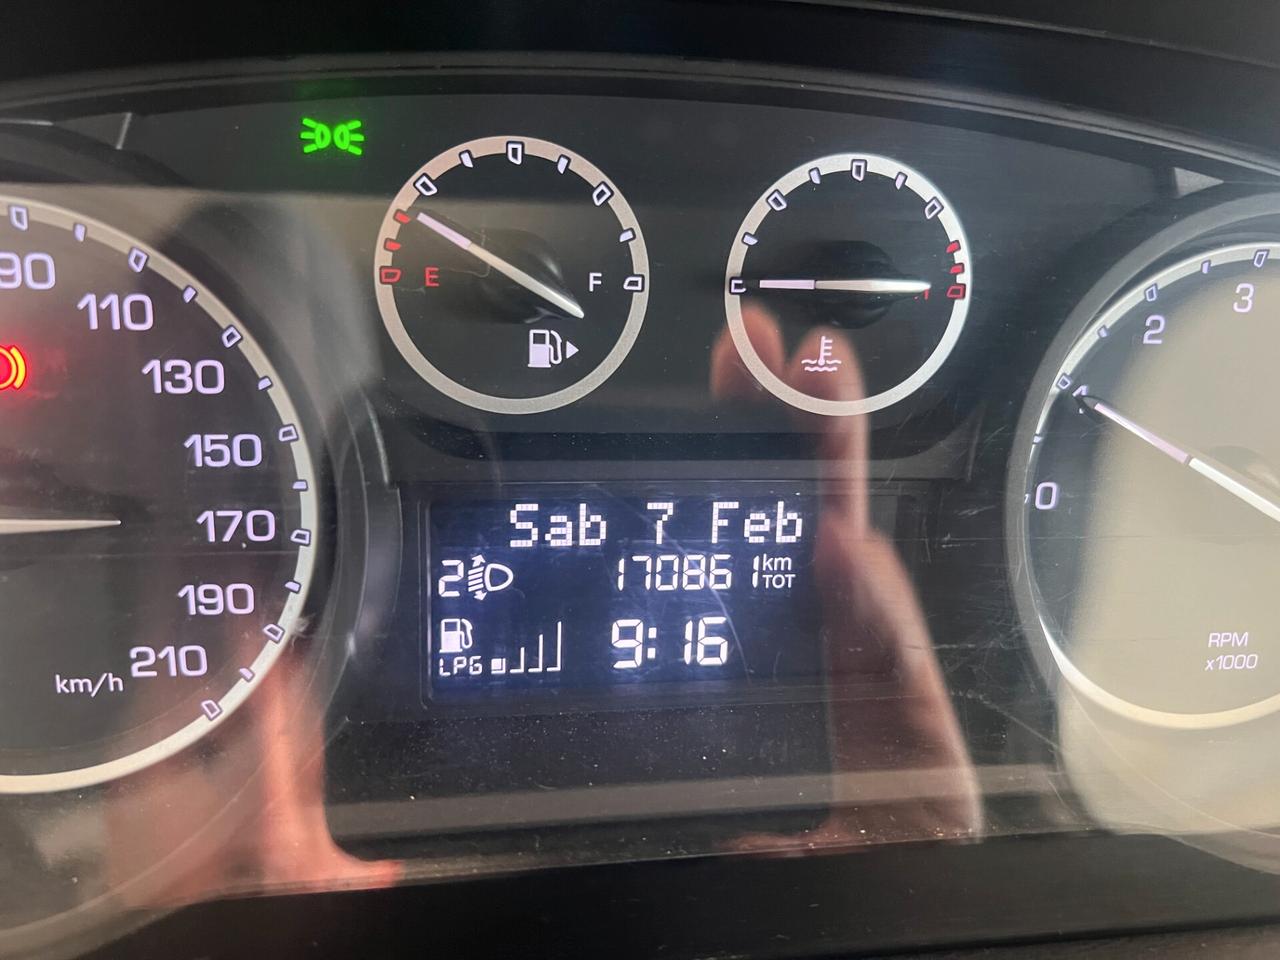 E
F
90
110
130
150
170
190
210
km/h
0
2
3
RPM
x1000
Sab 7 Feb
2 170861 km
TOT
LPG 9:16